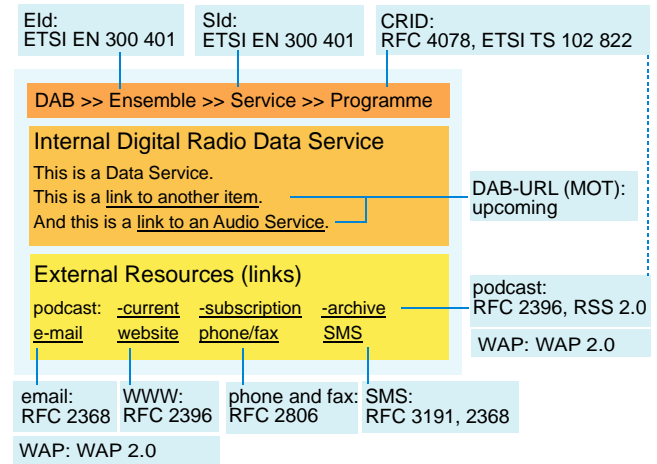 EId:
ETSI EN 300 401
SId:
ETSI EN 300 401
CRID:
RFC 4078, ETSI TS 102 822
DAB >> Ensemble >> Service >> Programme
Internal Digital Radio Data Service
This is a Data Service.
This is a link to another item.
And this is a link to an Audio Service.
DAB-URL (MOT):
upcoming
External Resources (links)
podcast: -current -subscription -archive
e-mail website phone/fax SMS
podcast:
RFC 2396, RSS 2.0
WAP: WAP 2.0
email:
RFC 2368
WWW:
RFC 2396
phone and fax:
RFC 2806
SMS:
RFC 3191, 2368
WAP: WAP 2.0